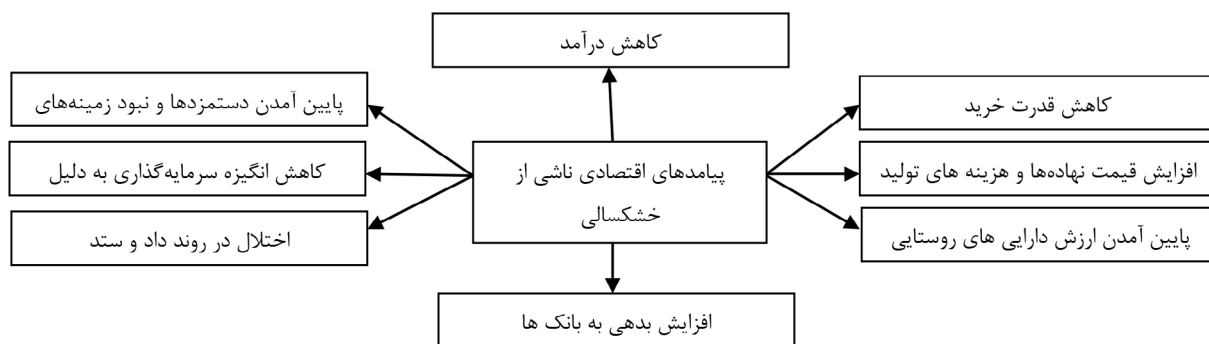 کاهش درآمد
کاهش قدرت خرید
پایین آمدن دستمزدها و نبود زمینه‌های
افزایش قیمت نهاده‌ها و هزینه های تولید
پیامدهای اقتصادی ناشی از
خشکسالی
کاهش انگیزه سرمایه‌گذاری به دلیل
پایین آمدن ارزش دارایی های روستایی
اختلال در روند داد و ستد
افزایش بدهی به بانک ها